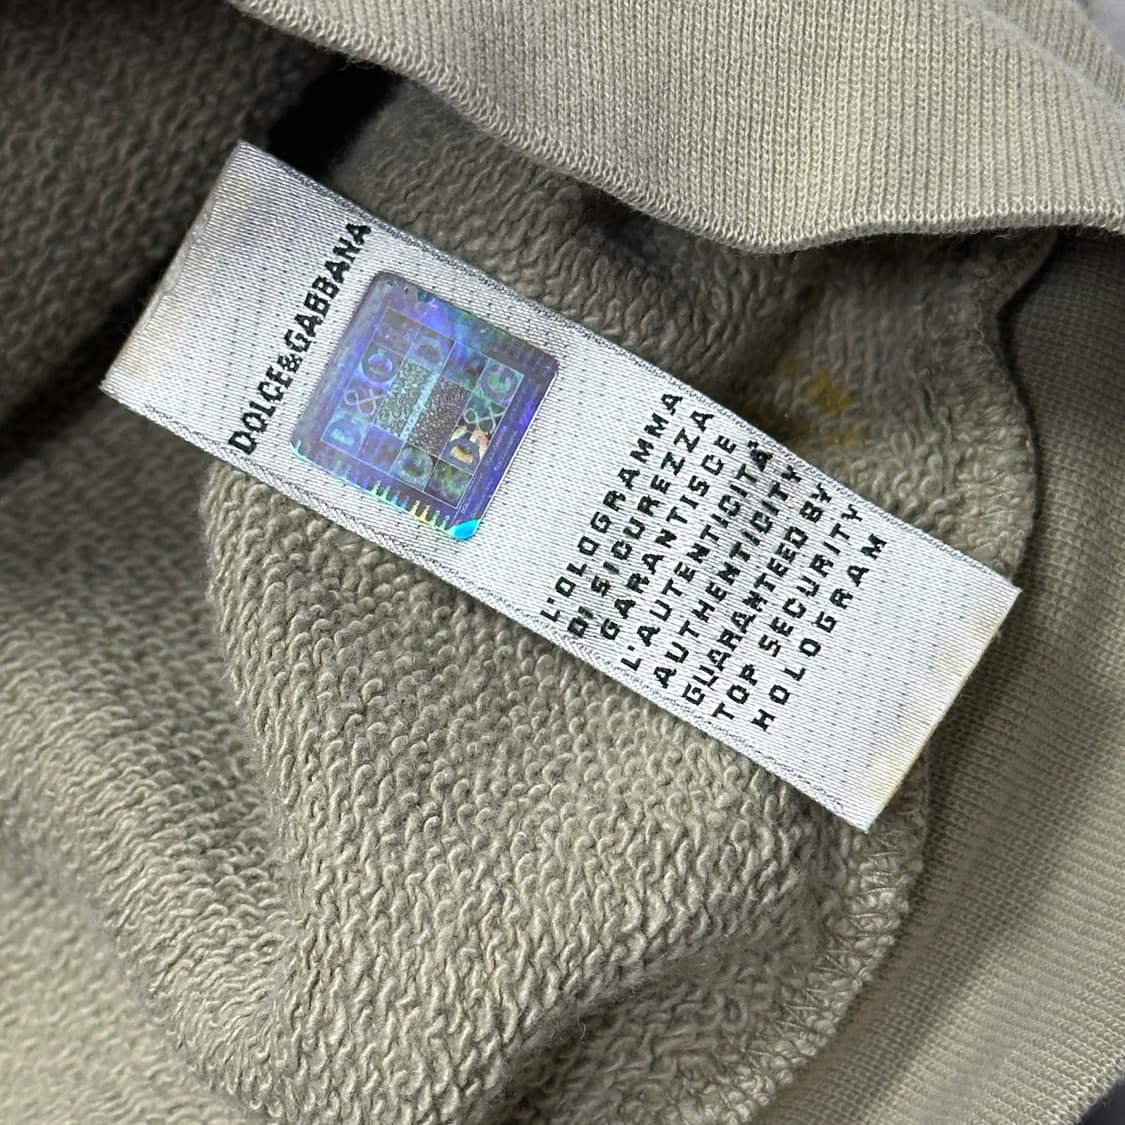 DOLCE&GABBANA
D&G
D&G
L'OLOGRAMMA
DI SICUREZZA
GARANTISCE
L'AUTENTICITÀ
AUTHENTICITY
GUARANTEED BY
TOP SECURITY
HOLOGRAM